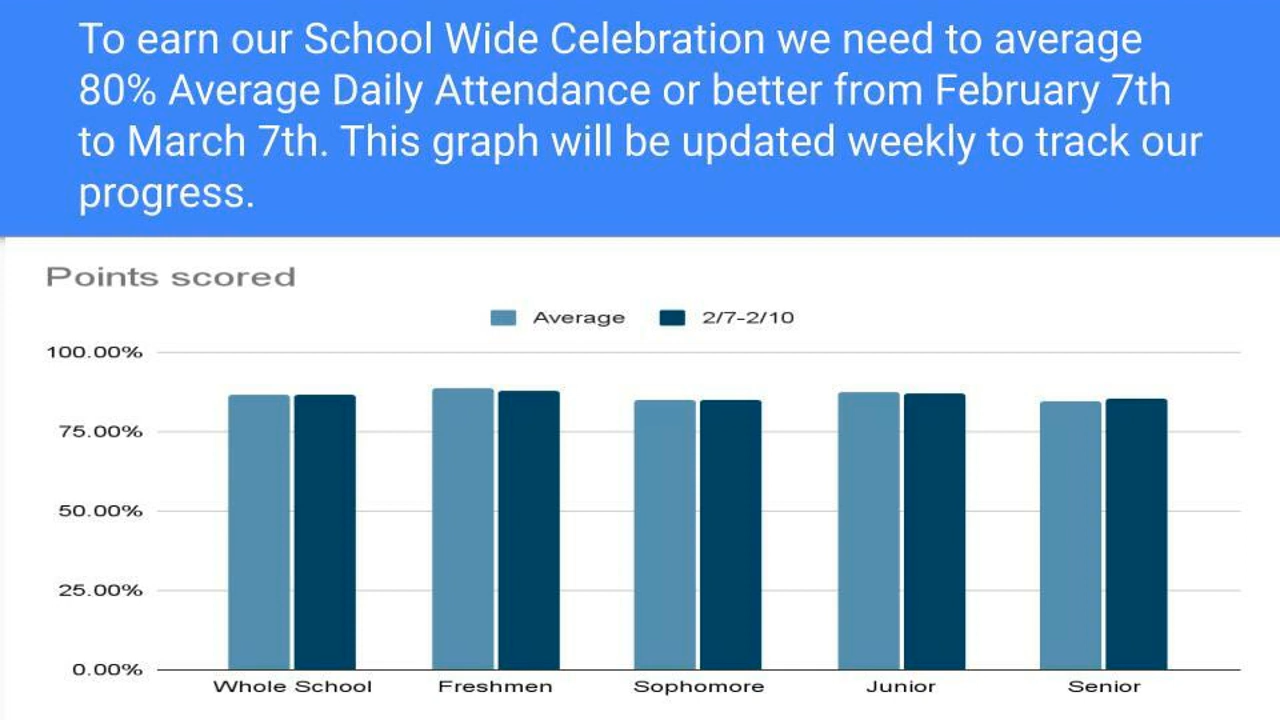 To earn our School Wide Celebration we need to average
80% Average Daily Attendance or better from February 7th
to March 7th. This graph will be updated weekly to track our
progress.
Points scored
Average 2/7-2/10
100.00%
75.00%
50.00%
25.00%
0.00%
Whole School Freshmen Sophomore Junior Senior